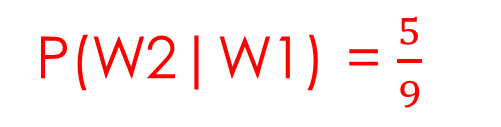 P(W2|W1) = 5/9